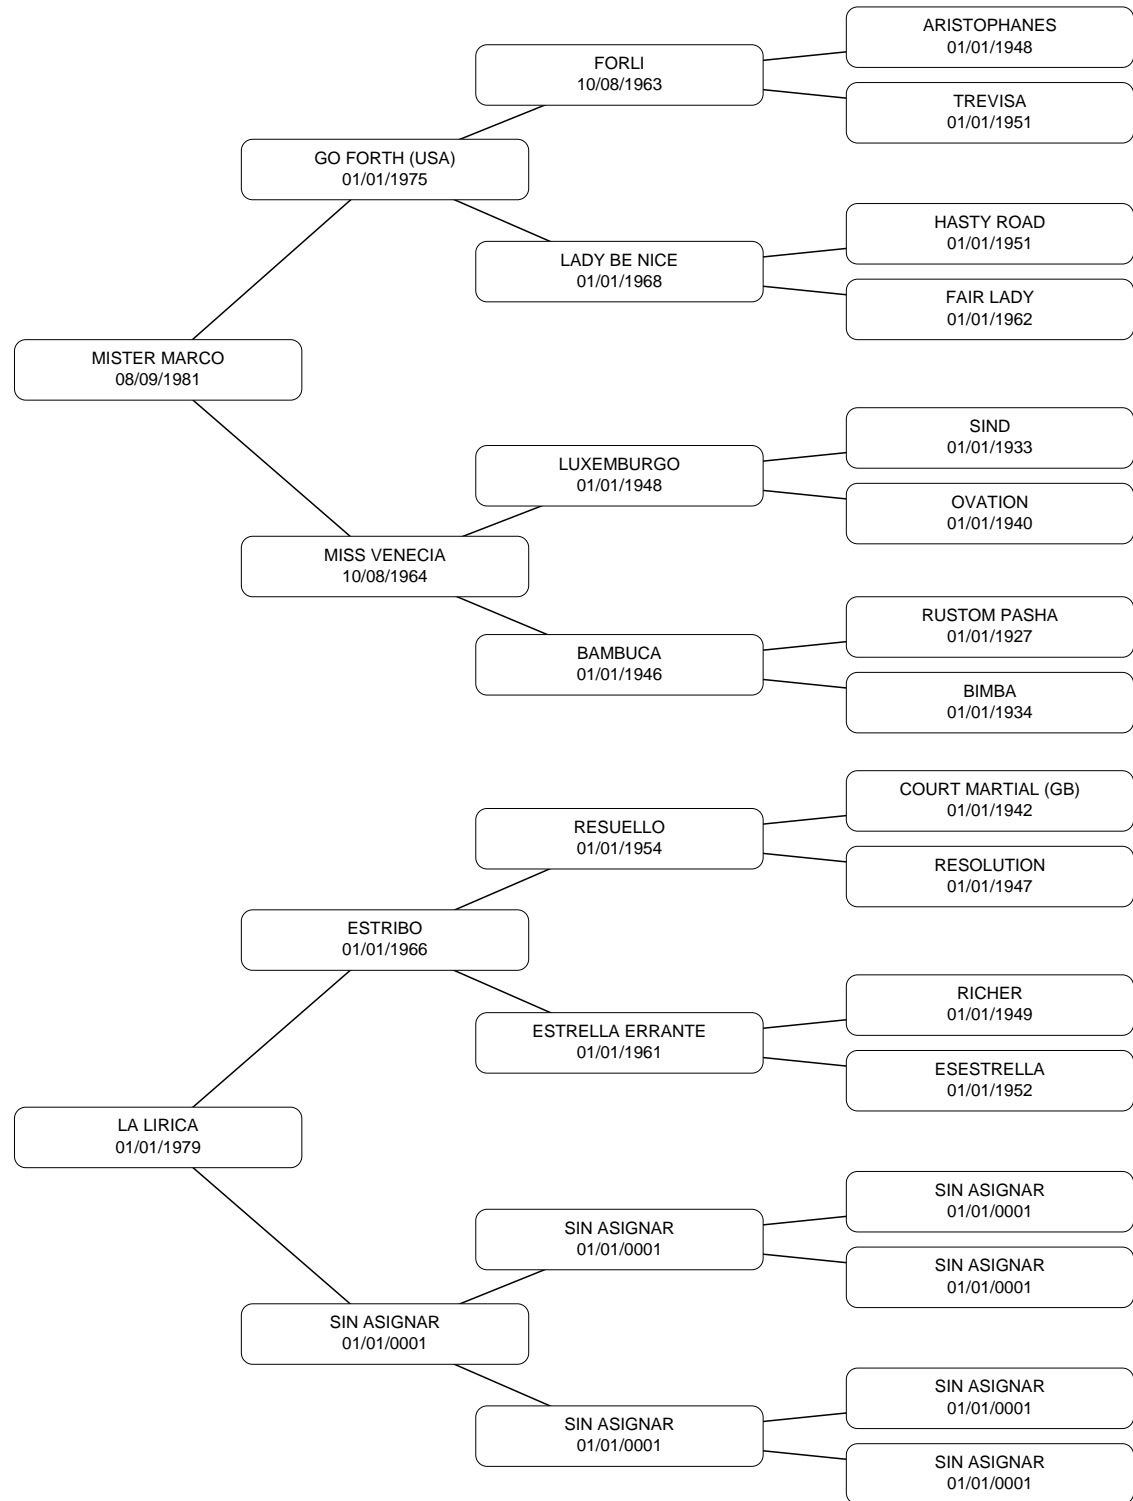 ARISTOPHANES
01/01/1948
FORLI
10/08/1963
TREVISA
01/01/1951
GO FORTH (USA)
01/01/1975
HASTY ROAD
01/01/1951
LADY BE NICE
01/01/1968
FAIR LADY
01/01/1962
MISTER MARCO
08/09/1981
SIND
01/01/1933
LUXEMBURGO
01/01/1948
OVATION
01/01/1940
MISS VENECIA
10/08/1964
RUSTOM PASHA
01/01/1927
BAMBUCA
01/01/1946
BIMBA
01/01/1934
COURT MARTIAL (GB)
01/01/1942
RESUELLO
01/01/1954
RESOLUTION
01/01/1947
ESTRIBO
01/01/1966
RICHER
01/01/1949
ESTRELLA ERRANTE
01/01/1961
ESESTRELLA
01/01/1952
LA LIRICA
01/01/1979
SIN ASIGNAR
01/01/0001
SIN ASIGNAR
01/01/0001
SIN ASIGNAR
01/01/0001
SIN ASIGNAR
01/01/0001
SIN ASIGNAR
01/01/0001
SIN ASIGNAR
01/01/0001
SIN ASIGNAR
01/01/0001